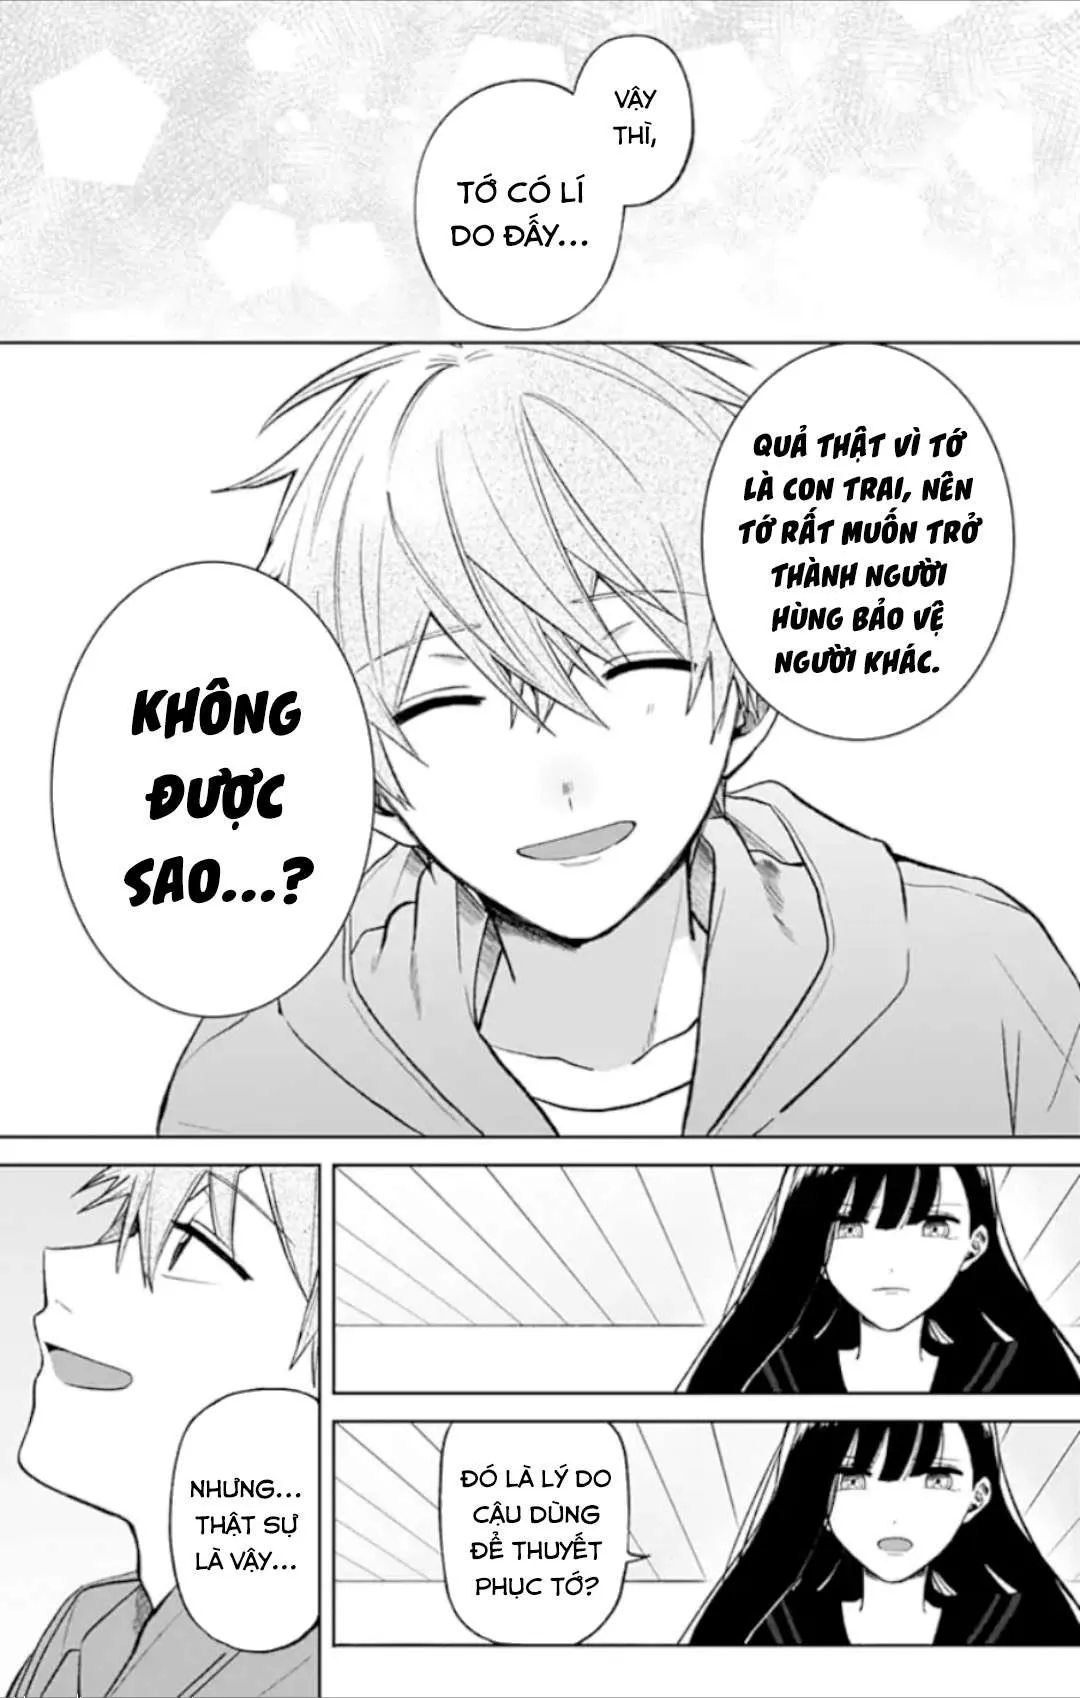 VẬY
THÌ,
TỚ CÓ LÍ
DO ĐẤY...
QUẢ THẬT VÌ TỚ
LÀ CON TRAI, NÊN
TỚ RẤT MUỐN TRỞ
THÀNH NGƯỜI
HÙNG BẢO VỆ
NGƯỜI KHÁC.
KHÔNG
ĐƯỢC
SAO...?
ĐÓ LÀ LÝ DO
CẬU DÙNG
ĐỂ THUYẾT
PHỤC TỚ?
NHƯNG...
THẬT SỰ
LÀ VẬY...